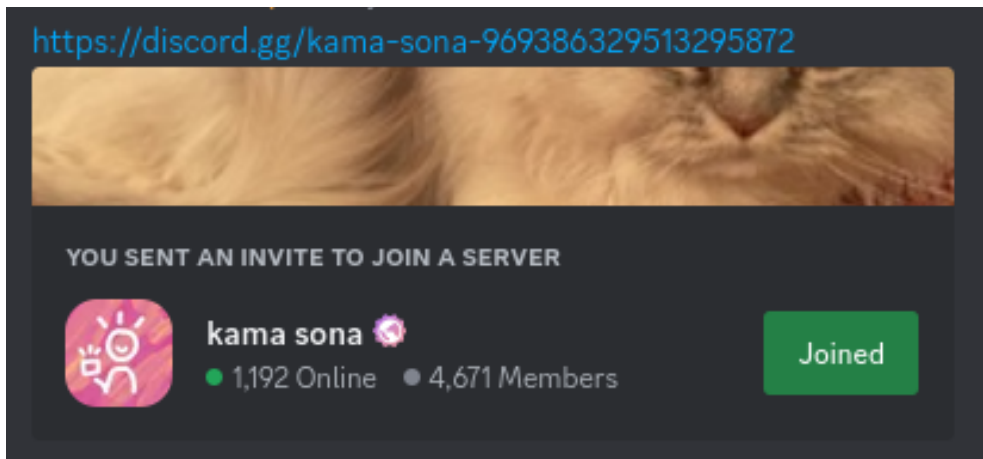 https://discord.gg/kama-sona-969386329513295872
YOU SENT AN INVITE TO JOIN A SERVER
kama sona
1,192 Online 4,671 Members
Joined